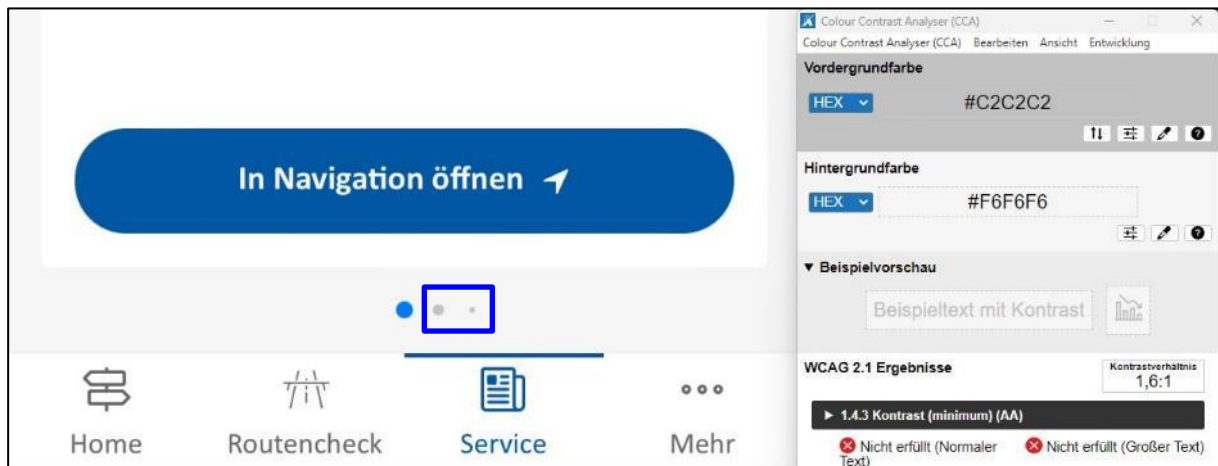 In Navigation öffnen
Home
Routencheck
Service
Mehr
Colour Contrast Analyser (CCA)
Colour Contrast Analyser (CCA) Bearbeiten Ansicht Entwicklung
Vordergrundfarbe
HEX #C2C2C2
Hintergrundfarbe
HEX #F6F6F6
▼ Beispielvorschau
Beispieltext mit Kontrast
WCAG 2.1 Ergebnisse
Kontrastverhältnis
1,6:1
► 1.4.3 Kontrast (minimum) (AA)
Nicht erfüllt (Normaler Text)
Nicht erfüllt (Großer Text)